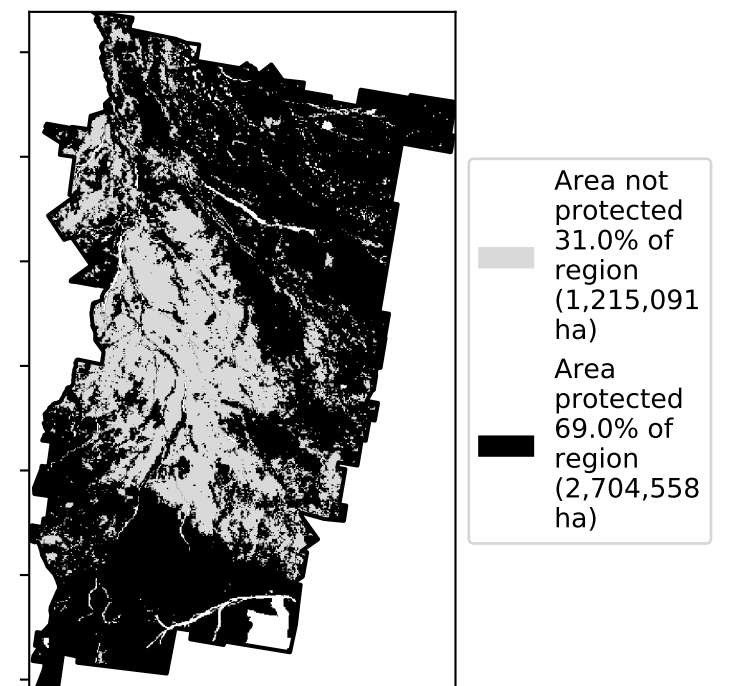 Area not
protected
31.0% of
region
(1,215,091
ha)
Area
protected
69.0% of
region
(2,704,558
ha)